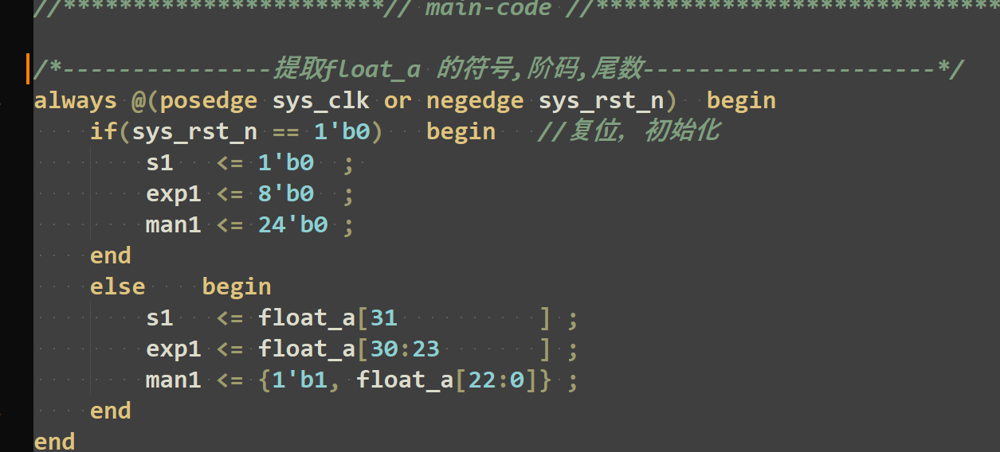 //***********************// main-code //*****************************
/*---------------提取float_a 的符号,阶码,尾数---------------------*/
always @(posedge sys_clk or negedge sys_rst_n)  begin
    if(sys_rst_n == 1'b0)   begin   //复位, 初始化
        s1   <= 1'b0  ;
        exp1 <= 8'b0  ;
        man1 <= 24'b0 ;
    end
    else    begin
        s1   <= float_a[31          ] ;
        exp1 <= float_a[30:23       ] ;
        man1 <= {1'b1, float_a[22:0]} ;
    end
end